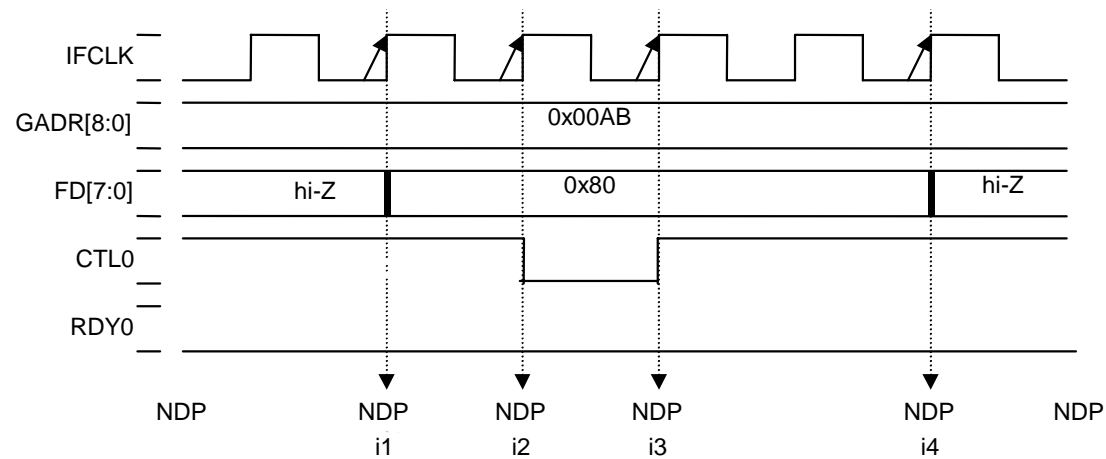 IFCLK
GADR[8:0]
0x00AB
FD[7:0]
hi-Z
0x80
hi-Z
CTL0
RDY0
NDP NDP NDP NDP NDP NDP
i1 i2 i3 i4